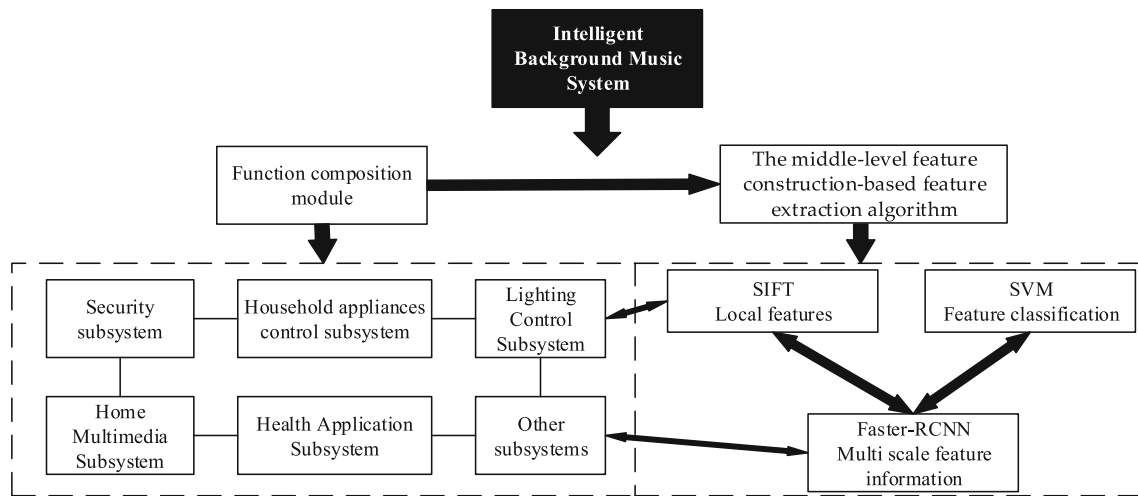 Intelligent
Background Music
System
Function composition
module
The middle-level feature
construction-based feature
extraction algorithm
Security
subsystem
Household appliances
control subsystem
Lighting
Control
Subsystem
SIFT
Local features
SVM
Feature classification
Home
Multimedia
Subsystem
Health Application
Subsystem
Other
subsystems
Faster-RCNN
Multi scale feature
information